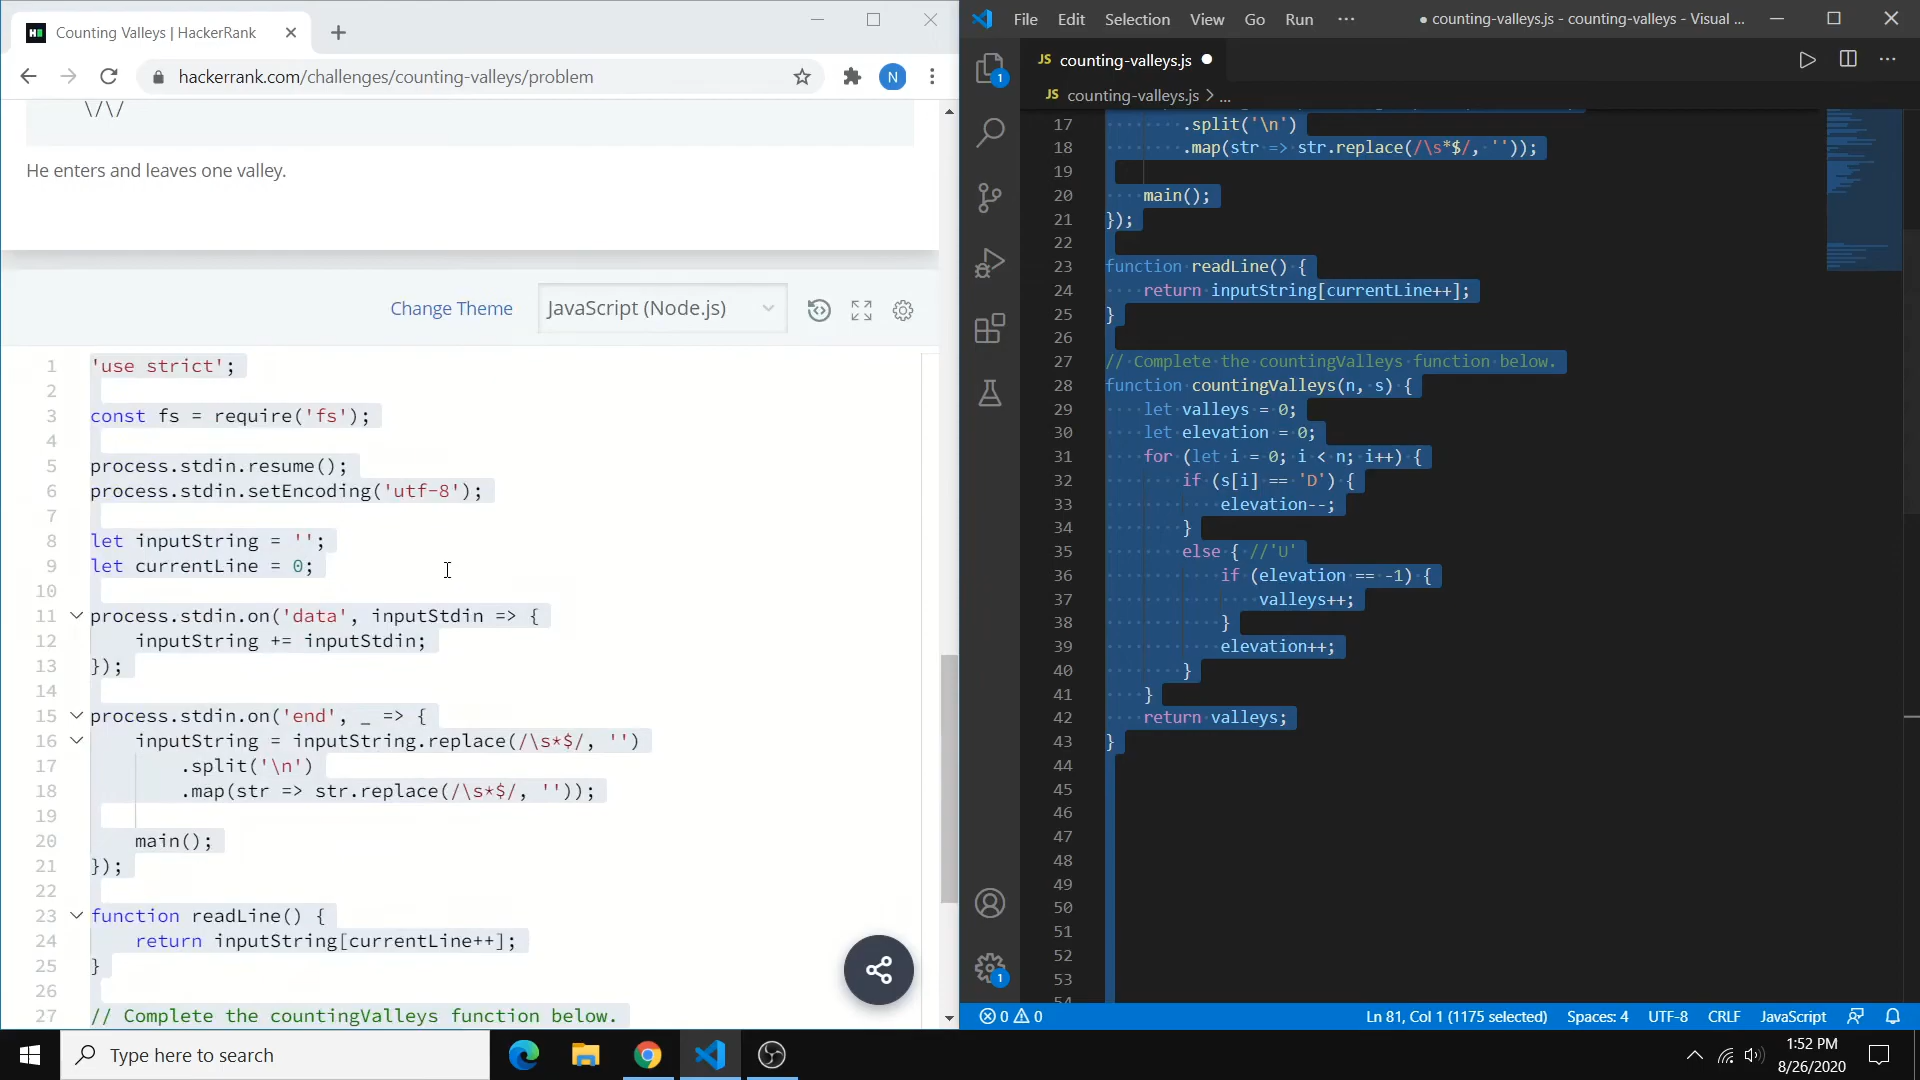 Counting Valleys | HackerRank
hackerrank.com/challenges/counting-valleys/problem
N
\/\/
He enters and leaves one valley.
Change Theme
JavaScript (Node.js)
1 'use strict';
2
3 const fs = require('fs');
4
5 process.stdin.resume();
6 process.stdin.setEncoding('utf-8');
7
8 let inputString = '';
9 let currentLine = 0;
10
11 process.stdin.on('data', inputStdin => {
12 inputString += inputStdin;
13 });
14
15 process.stdin.on('end', _ => {
16 inputString = inputString.replace(/\s*$/, '')
17 .split('\n')
18 .map(str => str.replace(/\s*$/, ''));
19
20 main();
21 });
22
23 function readLine() {
24 return inputString[currentLine++];
25 }
26
27 // Complete the countingValleys function below.
File Edit Selection View Go Run ···
● counting-valleys.js - counting-valleys - Visual ...
JS counting-valleys.js ●
JS counting-valleys.js > ...
1
17 .split('\n')
18 .map(str => str.replace(/\s*$/, ''));
19
20 main();
21 });
22
23 function readLine() {
24 return inputString[currentLine++];
25 }
26
27 // Complete the countingValleys function below.
28 function countingValleys(n, s) {
29 let valleys = 0;
30 let elevation = 0;
31 for (let i = 0; i < n; i++) {
32 if (s[i] == 'D') {
33 elevation--;
34 }
35 else { //'U'
36 if (elevation == -1) {
37 valleys++;
38 }
39 elevation++;
40 }
41 }
42 return valleys;
43 }
44
45
46
47
48
49
50
51
52
53
1
0 0 Ln 81, Col 1 (1175 selected) Spaces: 4 UTF-8 CRLF JavaScript
Type here to search
1:52 PM
8/26/2020